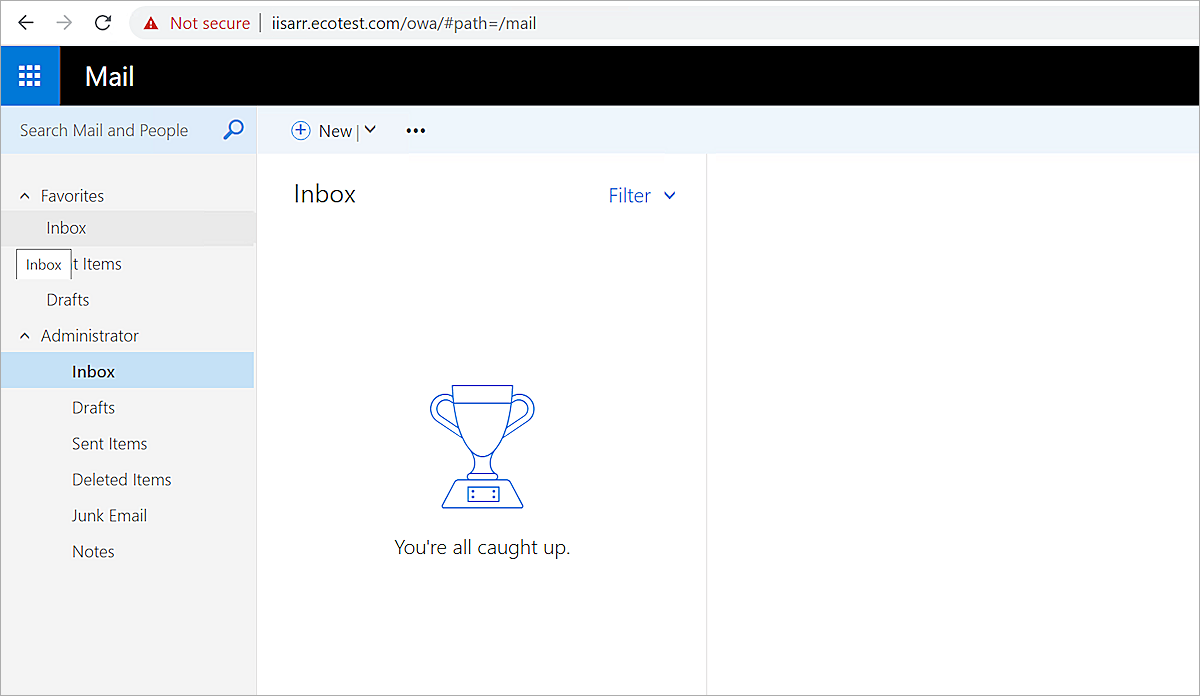 Not secure | iisarr.ecotest.com/owa/#path=/mail
Mail
Search Mail and People
New |
Inbox
Filter
Favorites
Inbox
Inbox
t Items
Drafts
Administrator
Inbox
Drafts
Sent Items
Deleted Items
Junk Email
Notes
You're all caught up.